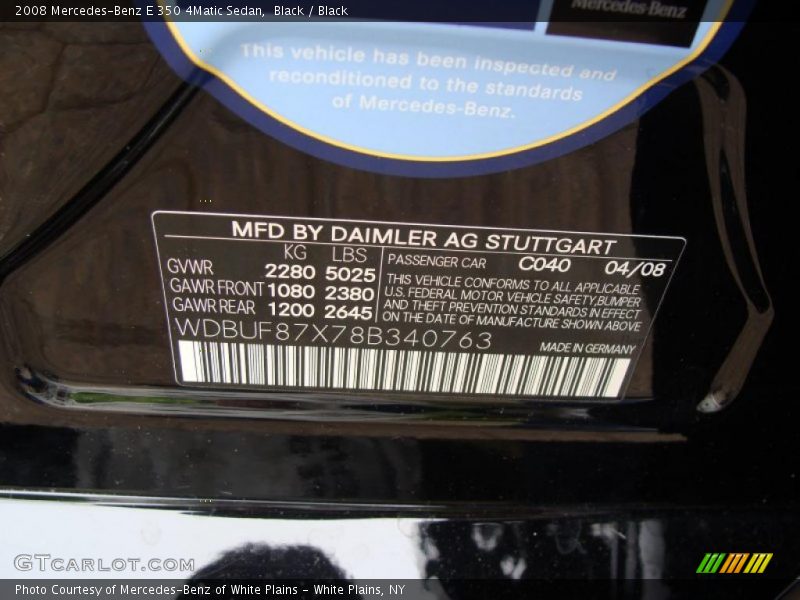 2008 Mercedes-Benz E 350 4Matic Sedan, Black / Black
Mercedes-Benz
This vehicle has been inspected and
reconditioned to the standards
of Mercedes-Benz.
MFD BY DAIMLER AG STUTTGART
KG LBS
GVWR 2280 5025
GAWR FRONT 1080 2380
GAWR REAR 1200 2645
PASSENGER CAR C040 04/08
THIS VEHICLE CONFORMS TO ALL APPLICABLE
U.S. FEDERAL MOTOR VEHICLE SAFETY,BUMPER
AND THEFT PREVENTION STANDARDS IN EFFECT
ON THE DATE OF MANUFACTURE SHOWN ABOVE
WDBUF87X78B340763
MADE IN GERMANY
GTcarlot.com
Photo Courtesy of Mercedes-Benz of White Plains - White Plains, NY